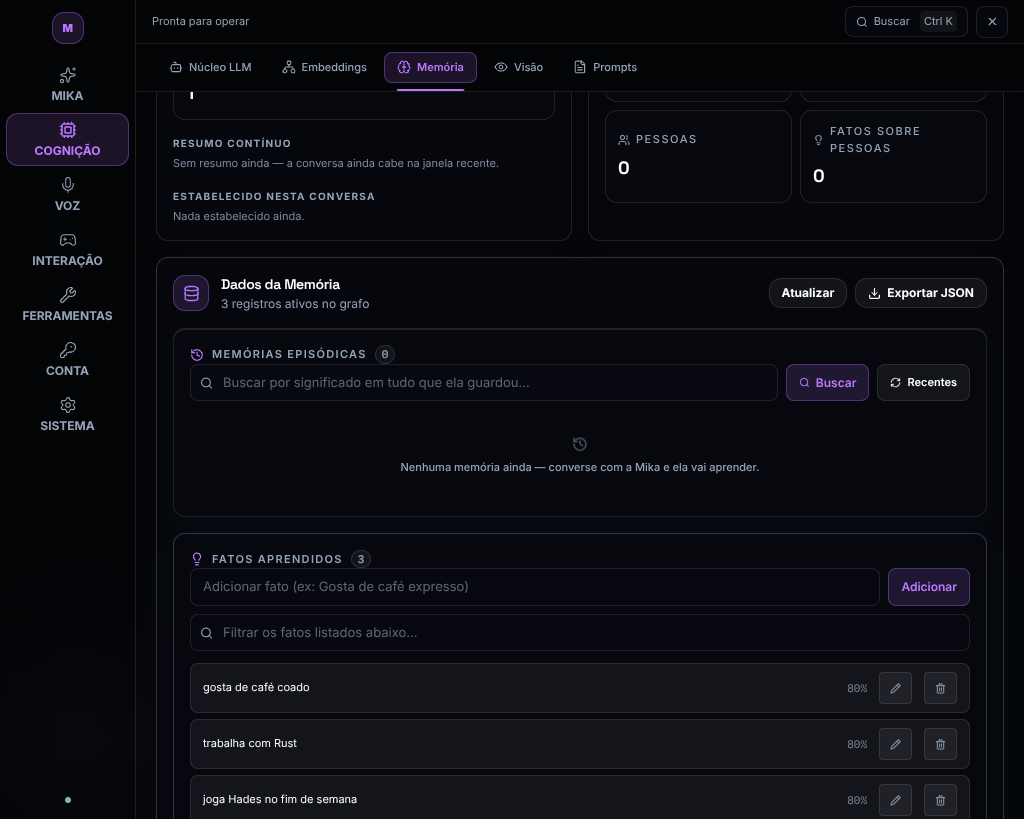 M
Pronta para operar
Buscar
Ctrl K
MIKA
COGNIÇÃO
VOZ
INTERAÇÃO
FERRAMENTAS
CONTA
SISTEMA
Núcleo LLM
Embeddings
Memória
Visão
Prompts
RESUMO CONTÍNUO
Sem resumo ainda — a conversa ainda cabe na janela recente.
ESTABELECIDO NESTA CONVERSA
Nada estabelecido ainda.
PESSOAS
0
FATOS SOBRE
PESSOAS
0
Dados da Memória
3 registros ativos no grafo
Atualizar
Exportar JSON
MEMÓRIAS EPISÓDICAS 0
Buscar por significado em tudo que ela guardou...
Buscar
Recentes
Nenhuma memória ainda — converse com a Mika e ela vai aprender.
FATOS APRENDIDOS 3
Adicionar fato (ex: Gosta de café expresso)
Adicionar
Filtrar os fatos listados abaixo...
gosta de café coado 80%
trabalha com Rust 80%
joga Hades no fim de semana 80%